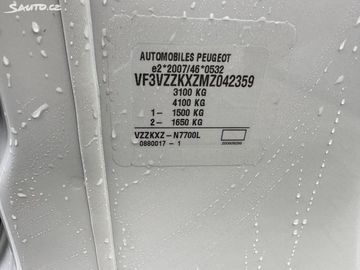 SAUTO.CZ
AUTOMOBILES PEUGEOT
e2*2007/46*0532
VF3VZZKXZMZ042359
3100 KG
4100 KG
1- 1500 KG
2- 1650 KG
VZZKXZ-N7700L
0880017 - 1